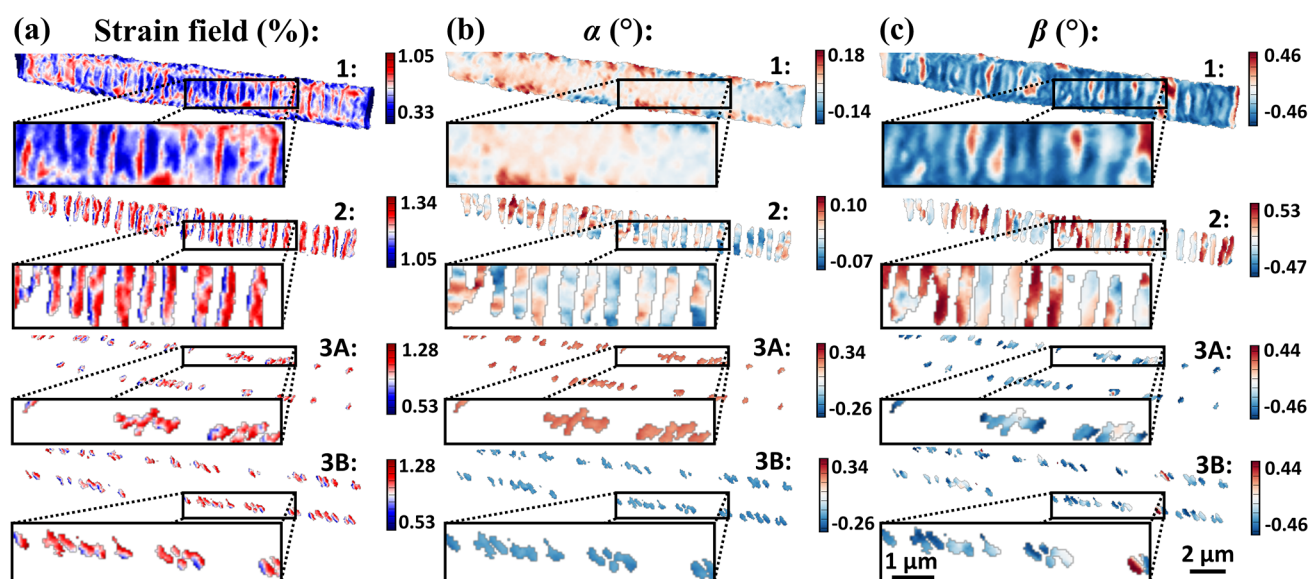 (a) Strain field (%):
(b) α (°):
(c) β (°):
1: 1.05
0.33
1: 0.18
-0.14
1: 0.46
-0.46
2: 1.34
1.05
2: 0.10
-0.07
2: 0.53
-0.47
3A: 1.28
0.53
3A: 0.34
-0.26
3A: 0.44
-0.46
3B: 1.28
0.53
3B: 0.34
-0.26
3B: 0.44
-0.46
1 μm
2 μm